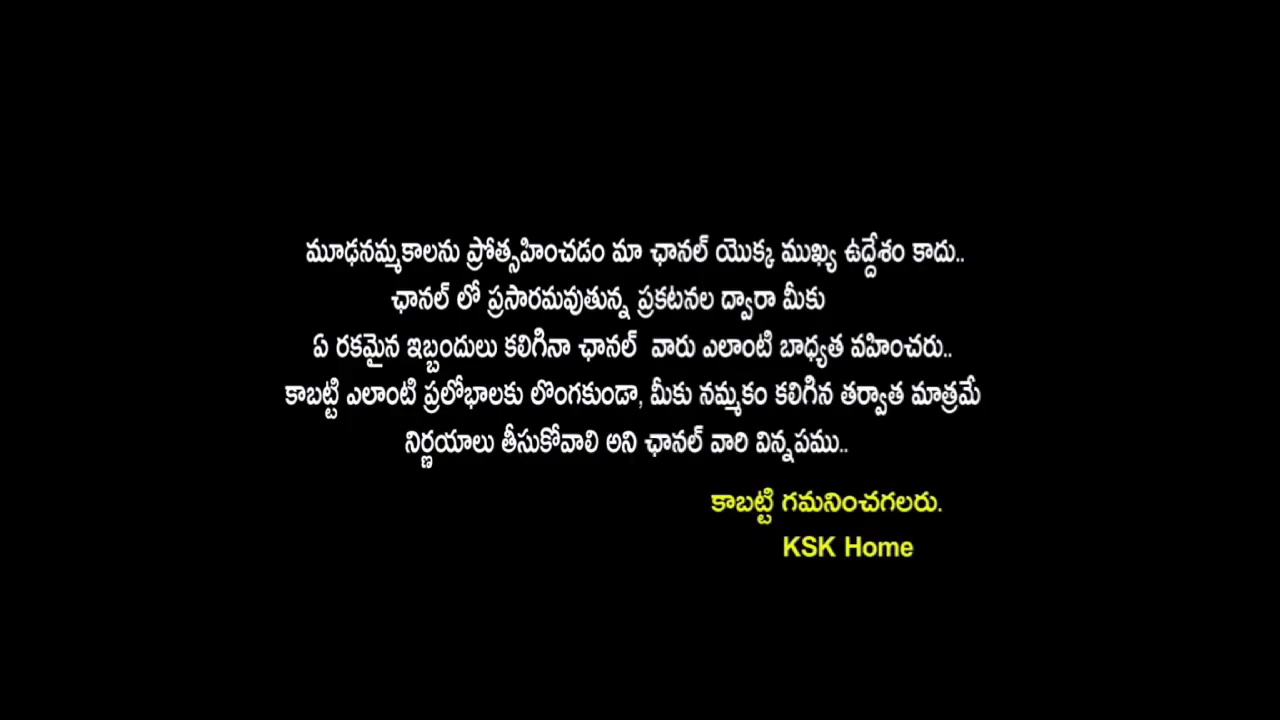 మూఢనమ్మకాలను ప్రోత్సహించడం మా ఛానల్ యొక్క ముఖ్య ఉద్దేశం కాదు..
ఛానల్ లో ప్రసారమవుతున్న ప్రకటనల ద్వారా మీకు
ఏ రకమైన ఇబ్బందులు కలిగినా ఛానల్ వారు ఎలాంటి బాధ్యత వహించరు..
కాబట్టి ఎలాంటి ప్రలోభాలకు లొంగకుండా, మీకు నమ్మకం కలిగిన తర్వాత మాత్రమే
నిర్ణయాలు తీసుకోవాలి అని ఛానల్ వారి విన్నపము..
కాబట్టి గమనించగలరు.
KSK Home